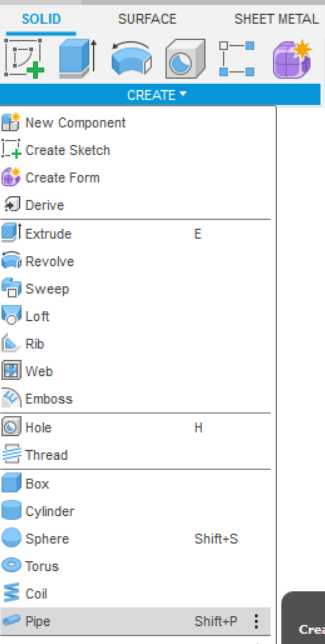 SOLID SURFACE SHEET METAL
CREATE
New Component
Create Sketch
Create Form
Derive
Extrude E
Revolve
Sweep
Loft
Rib
Web
Emboss
Hole H
Thread
Box
Cylinder
Sphere Shift+S
Torus
Coil
Pipe Shift+P